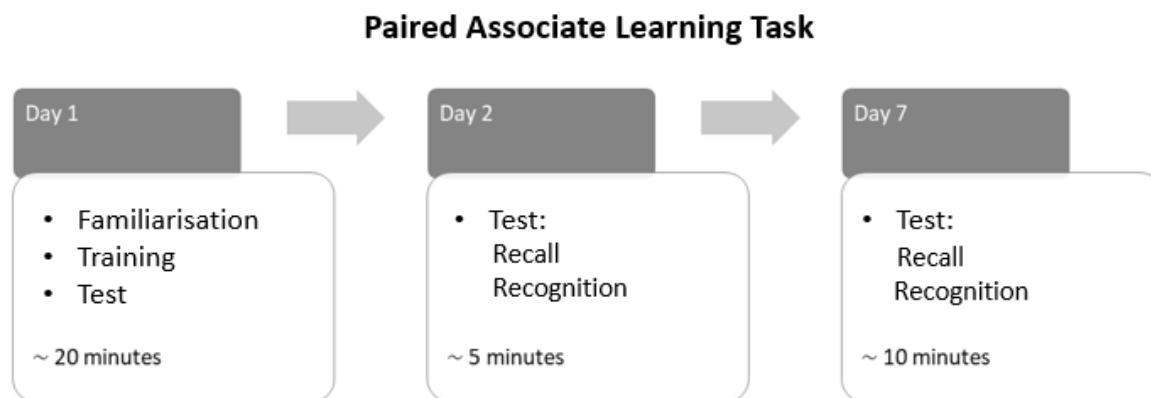 Paired Associate Learning Task
Day 1
• Familiarisation
• Training
• Test
~ 20 minutes
Day 2
• Test:
Recall
Recognition
~ 5 minutes
Day 7
• Test:
Recall
Recognition
~ 10 minutes